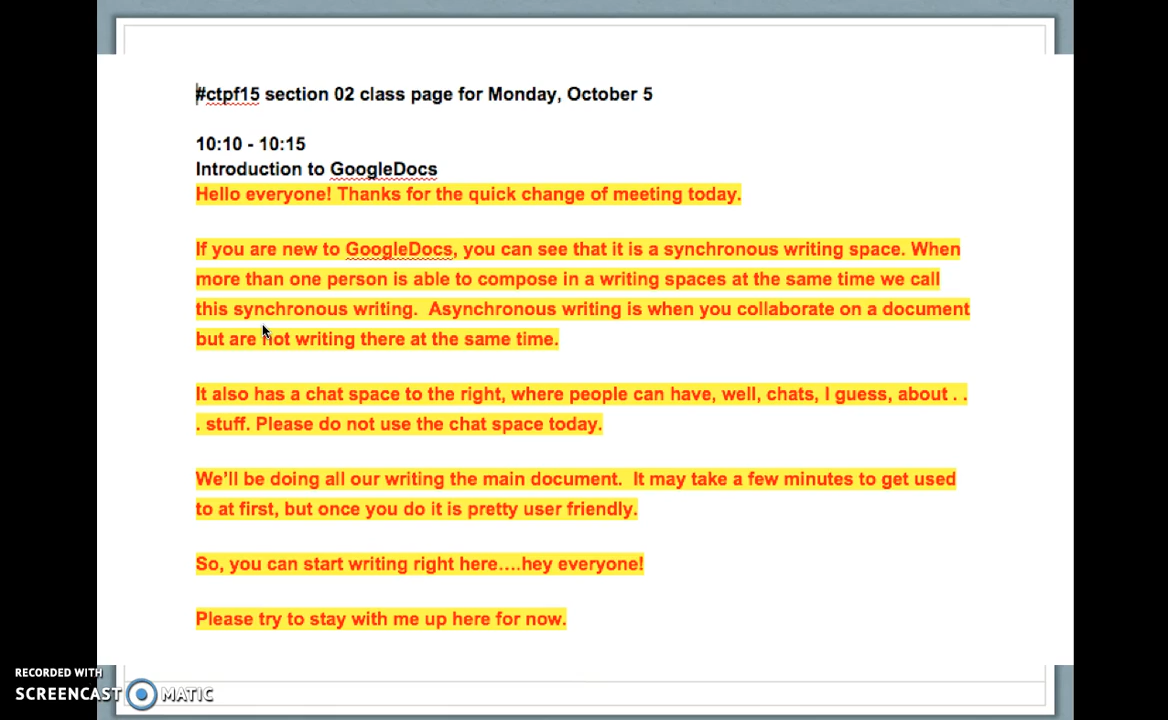 #ctpf15 section 02 class page for Monday, October 5
10:10 - 10:15
Introduction to GoogleDocs
Hello everyone! Thanks for the quick change of meeting today.
If you are new to GoogleDocs, you can see that it is a synchronous writing space. When
more than one person is able to compose in a writing spaces at the same time we call
this synchronous writing.  Asynchronous writing is when you collaborate on a document
but are not writing there at the same time.
It also has a chat space to the right, where people can have, well, chats, I guess, about . .
. stuff. Please do not use the chat space today.
We’ll be doing all our writing the main document.  It may take a few minutes to get used
to at first, but once you do it is pretty user friendly.
So, you can start writing right here….hey everyone!
Please try to stay with me up here for now.
RECORDED WITH
SCREENCAST MATIC